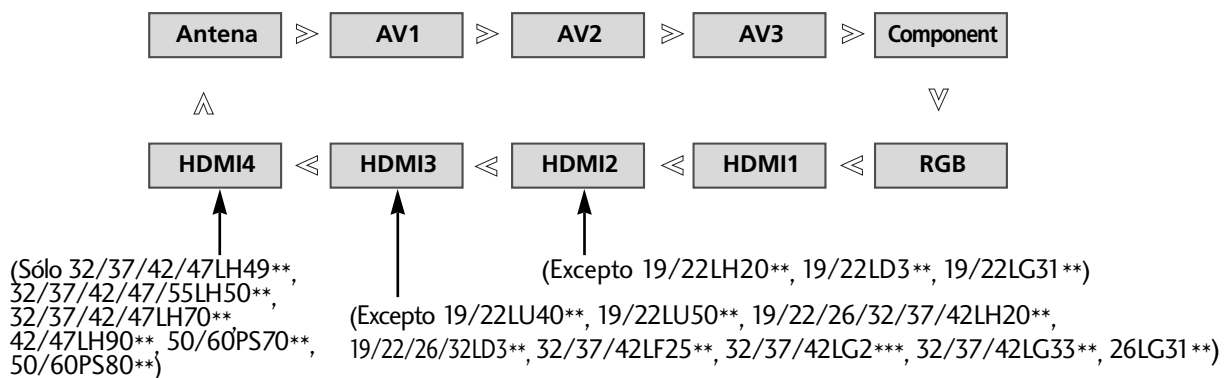 Antena AV1 AV2 AV3 Component
HDMI4 HDMI3 HDMI2 HDMI1 RGB
(Sólo 32/37/42/47LH49**,
32/37/42/47/55LH50**,
32/37/42/47LH70**,
42/47LH90**, 50/60PS70**,
50/60PS80**)
(Excepto 19/22LH20**, 19/22LD3**, 19/22LG31**)
(Excepto 19/22LU40**, 19/22LU50**, 19/22/26/32/37/42LH20**,
19/22/26/32LD3**, 32/37/42LF25**, 32/37/42LG2***, 32/37/42LG33**, 26LG31**)